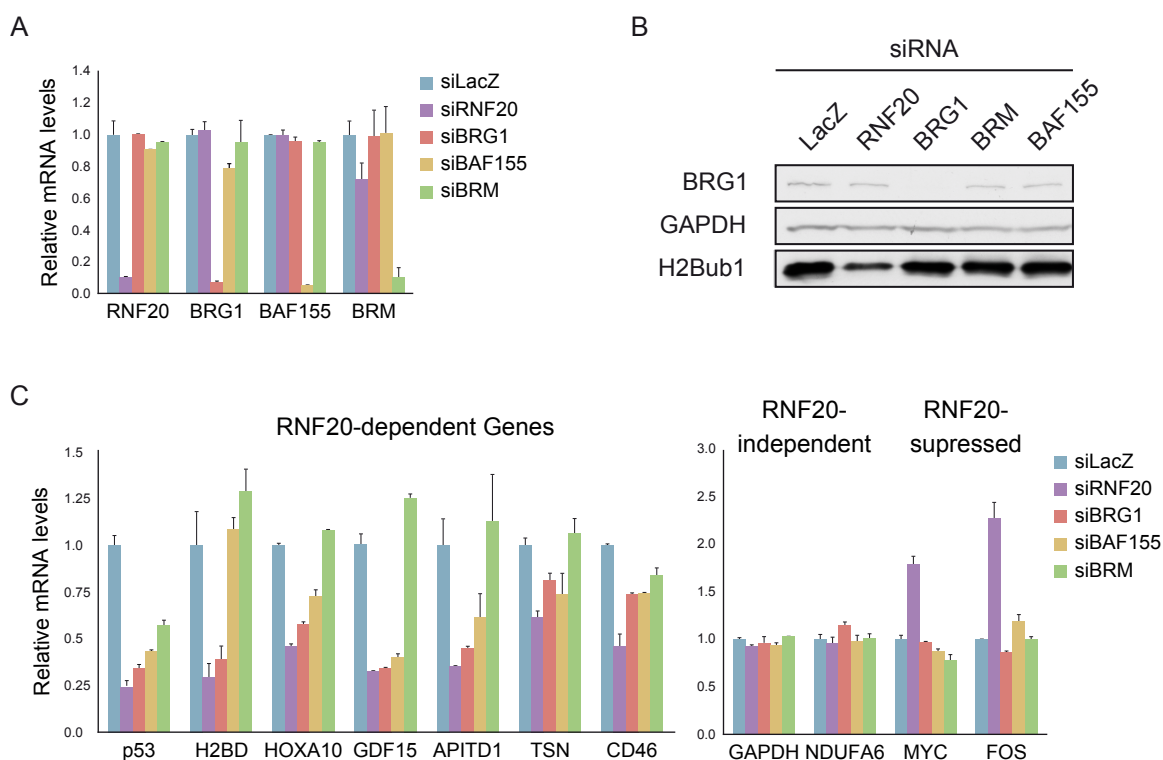 A
Relative mRNA levels
1.4
1.2
1.0
0.8
0.6
0.4
0.2
0.0
RNF20 BRG1 BAF155 BRM
siLacZ
siRNF20
siBRG1
siBAF155
siBRM
B
siRNA
LacZ RNF20 BRG1 BRM BAF155
BRG1
GAPDH
H2Bub1
C
RNF20-dependent Genes
Relative mRNA levels
1.5
1.25
1.0
0.75
0.5
0.25
0.0
p53 H2BD HOXA10 GDF15 APITD1 TSN CD46
RNF20-
independent
RNF20-
supressed
3.0
2.5
2.0
1.5
1.0
0.5
0.0
GAPDH NDUFA6 MYC FOS
siLacZ
siRNF20
siBRG1
siBAF155
siBRM